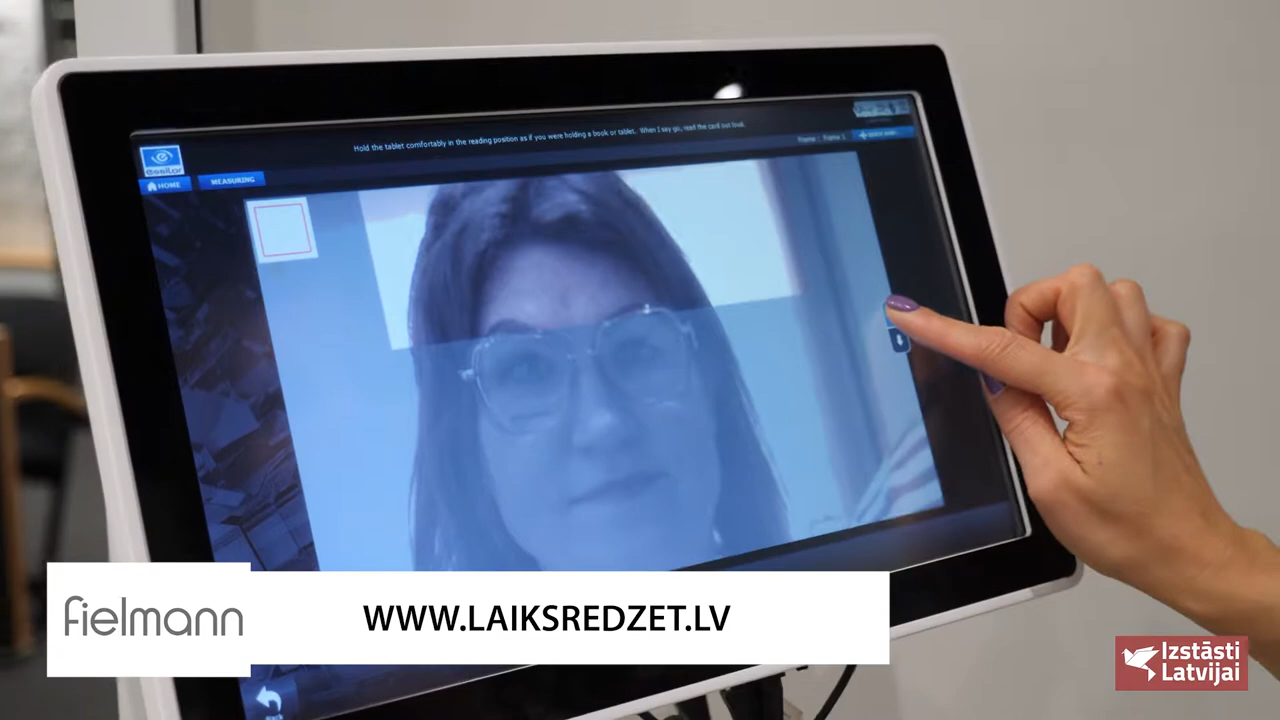 Hold the tablet comfortably in the reading position as if you were holding a book or tablet. When I say go, read the card out loud.
essilor
HOME
MEASURING
fielmann
WWW.LAIKSREDZET.LV
Izstāsti
Latvijai